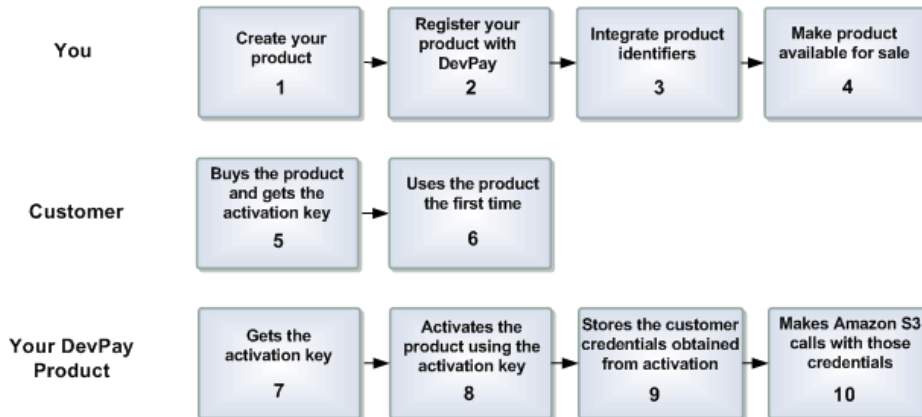 You
Create your
product
1
Register your
product with
DevPay
2
Integrate product
identifiers
3
Make product
available for sale
4
Customer
Buys the product
and gets the
activation key
5
Uses the product
the first time
6
Your DevPay
Product
Gets the
activation key
7
Activates the
product using the
activation key
8
Stores the customer
credentials obtained
from activation
9
Makes Amazon S3
calls with those
credentials
10